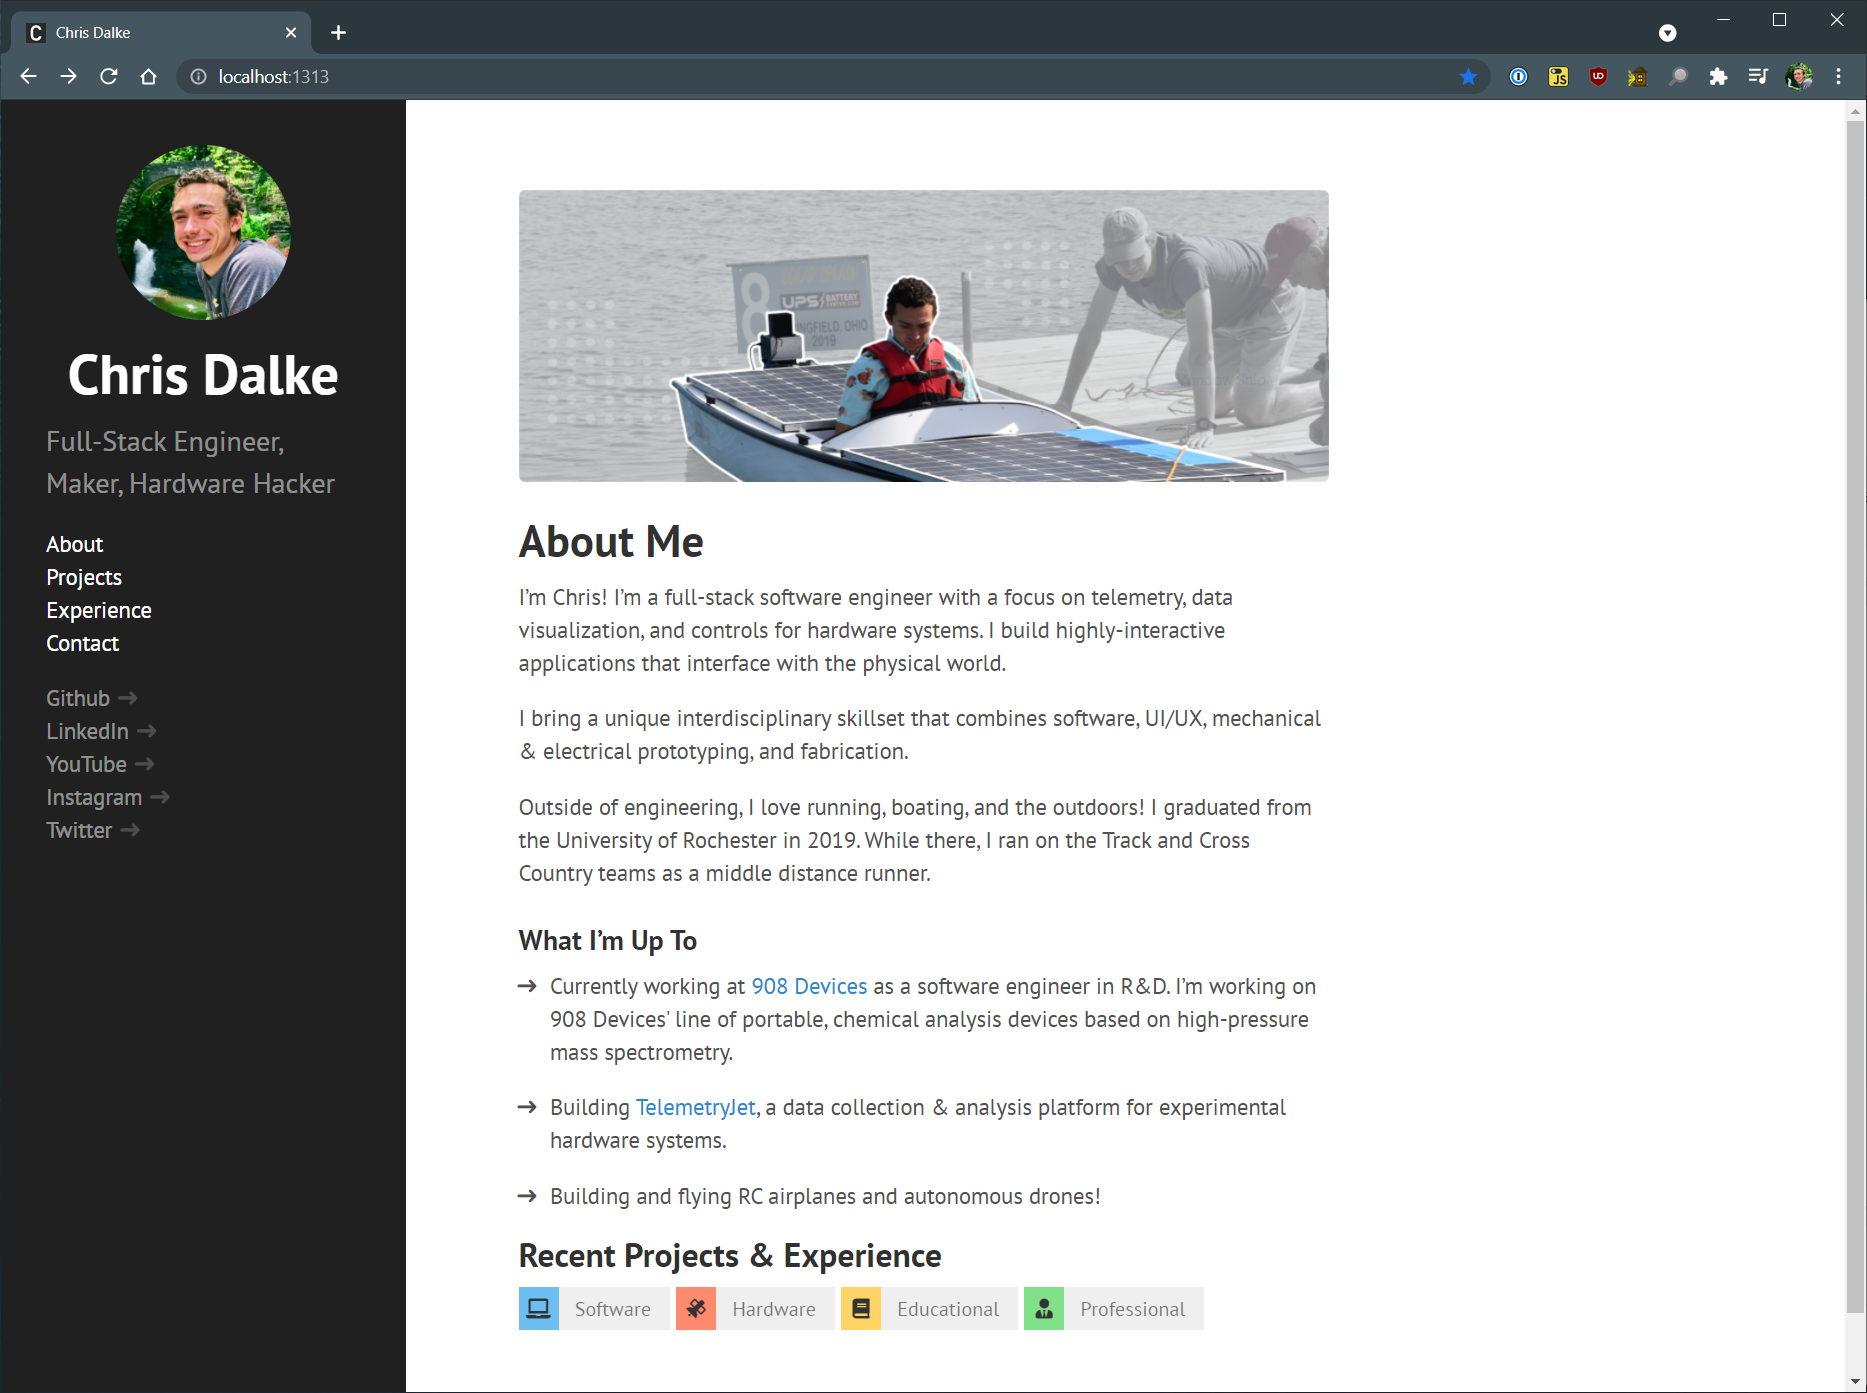 Chris Dalke
localhost:1313
Chris Dalke
Full-Stack Engineer,
Maker, Hardware Hacker
About
Projects
Experience
Contact
Github →
LinkedIn →
YouTube →
Instagram →
Twitter →
8
UPS BATTERY
OHIO
2019
About Me
I’m Chris! I’m a full-stack software engineer with a focus on telemetry, data
visualization, and controls for hardware systems. I build highly-interactive
applications that interface with the physical world.
I bring a unique interdisciplinary skillset that combines software, UI/UX, mechanical
& electrical prototyping, and fabrication.
Outside of engineering, I love running, boating, and the outdoors! I graduated from
the University of Rochester in 2019. While there, I ran on the Track and Cross
Country teams as a middle distance runner.
What I’m Up To
→ Currently working at 908 Devices as a software engineer in R&D. I’m working on
908 Devices' line of portable, chemical analysis devices based on high-pressure
mass spectrometry.
→ Building TelemetryJet, a data collection & analysis platform for experimental
hardware systems.
→ Building and flying RC airplanes and autonomous drones!
Recent Projects & Experience
Software Hardware Educational Professional